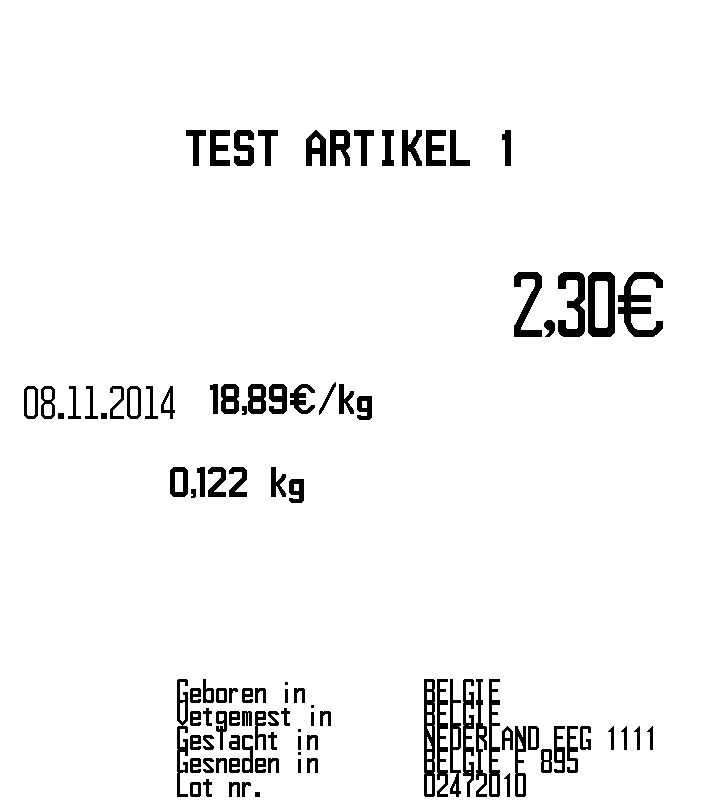 TEST ARTIKEL 1
2,30€
08.11.2014 18,89€/kg
0,122 kg
Geboren in BELGIE
Vetgemest in BELGIE
Geslacht in NEDERLAND EEG 1111
Gesneden in BELGIE F 895
Lot nr. 02472010